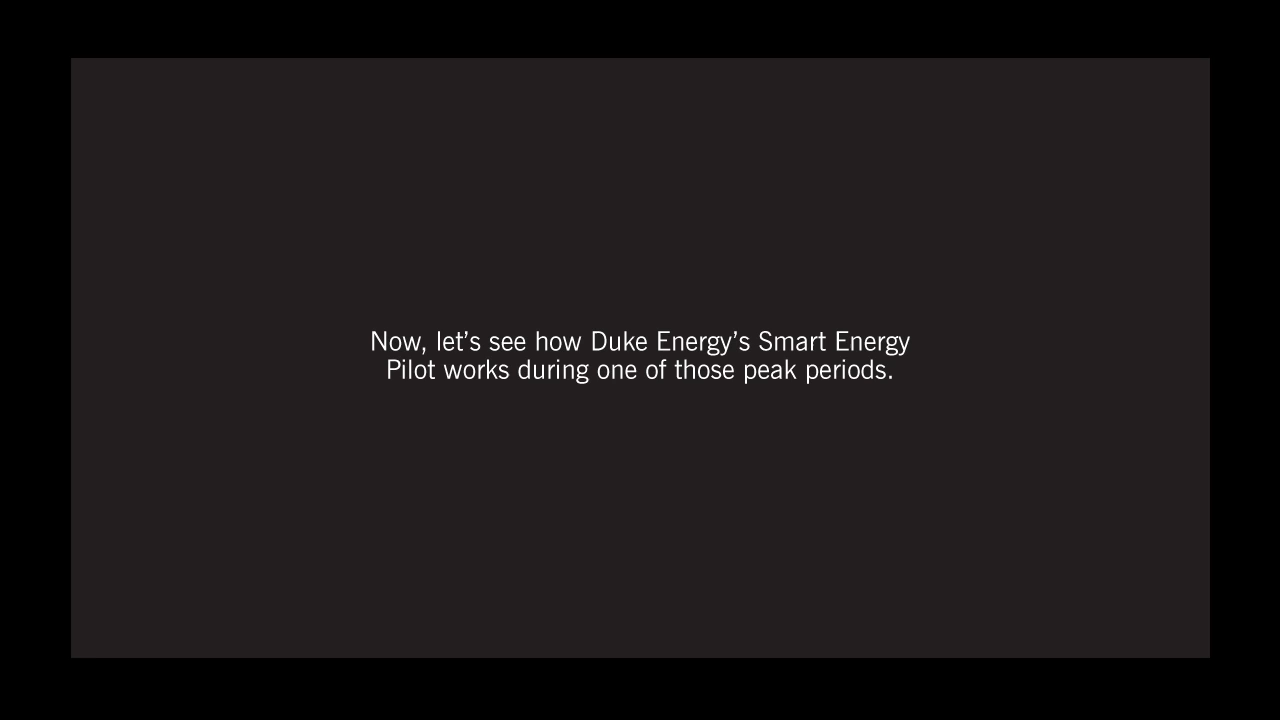 Now, let’s see how Duke Energy’s Smart Energy
Pilot works during one of those peak periods.